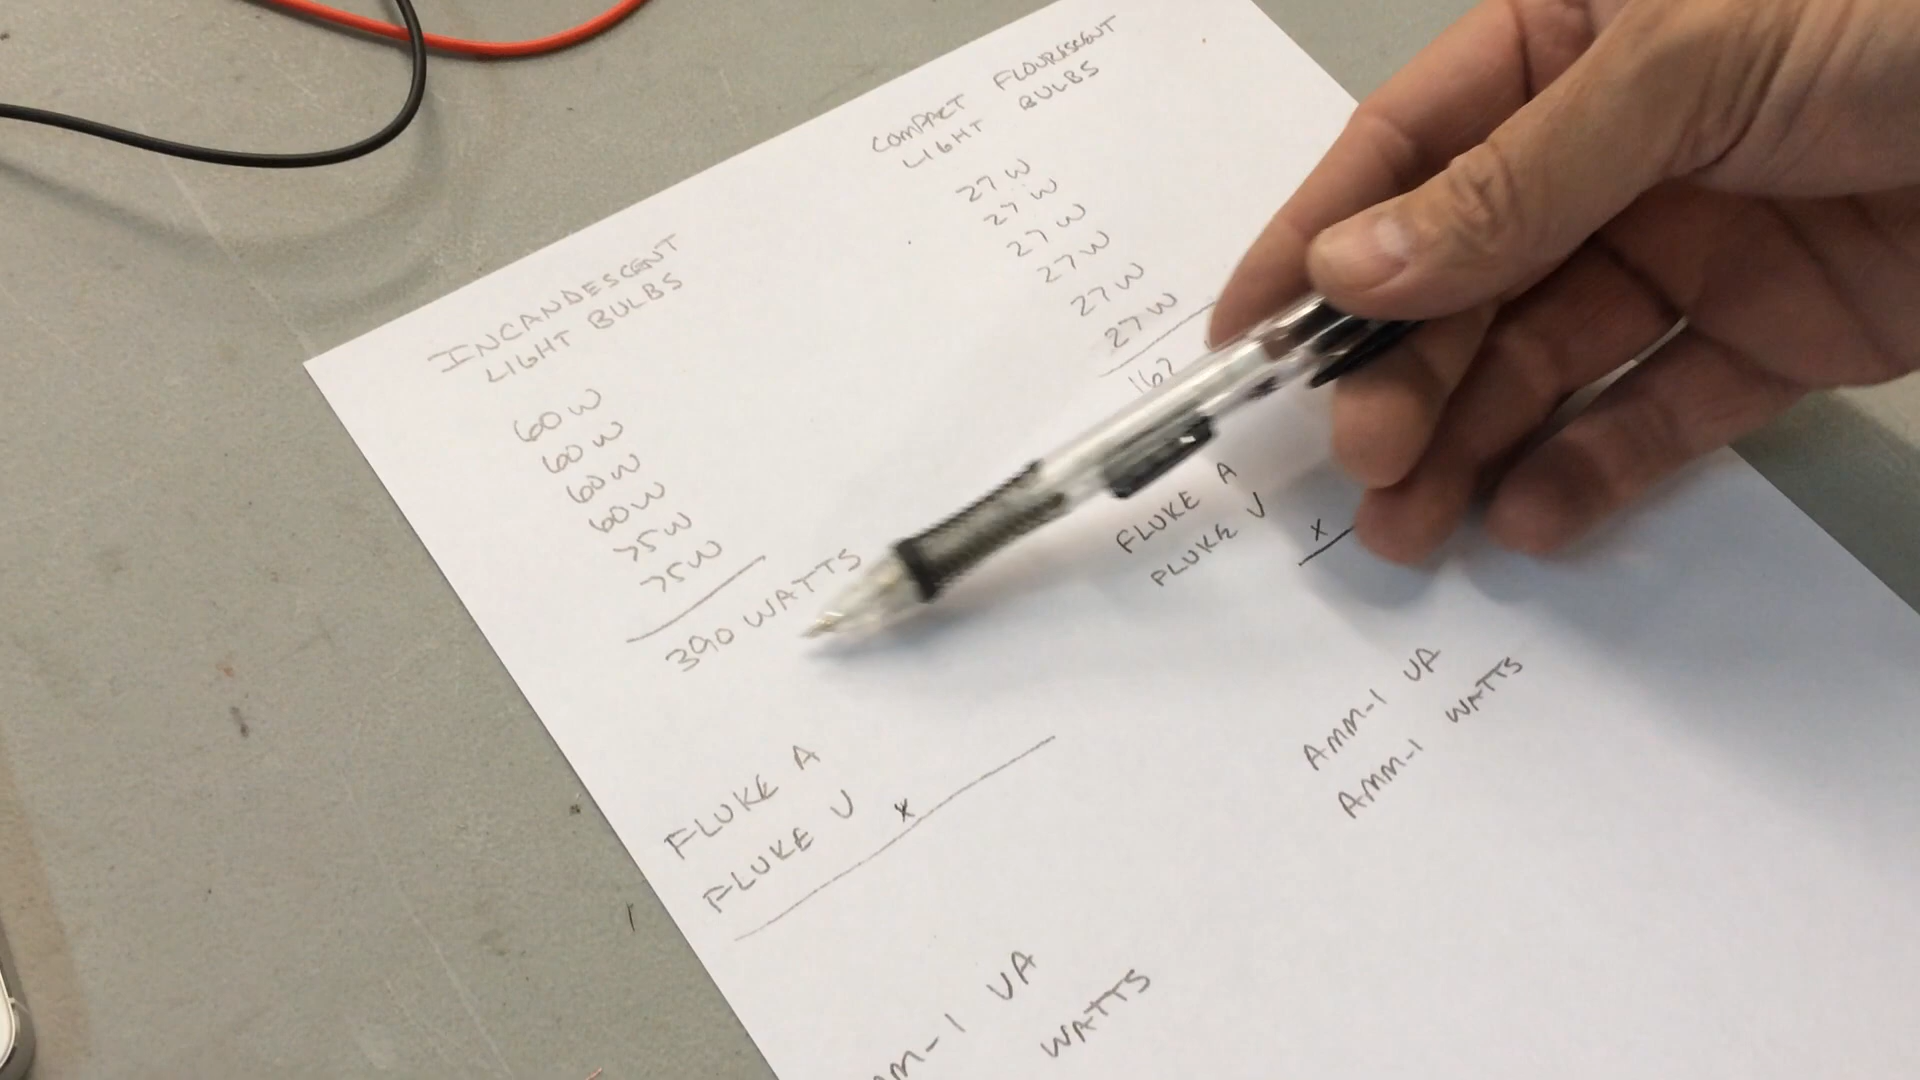 INCANDESCENT
LIGHT BULBS
60 W
60 W
60 W
60 W
75 W
75 W
390 WATTS
FLUKE A
FLUKE V X
VA
WATTS
COMPACT FLOURESCENT
LIGHT BULBS
27 W
27 W
27 W
27 W
27 W
27 W
162
FLUKE A
FLUKE V X
AMM-1 VA
AMM-1 WATTS